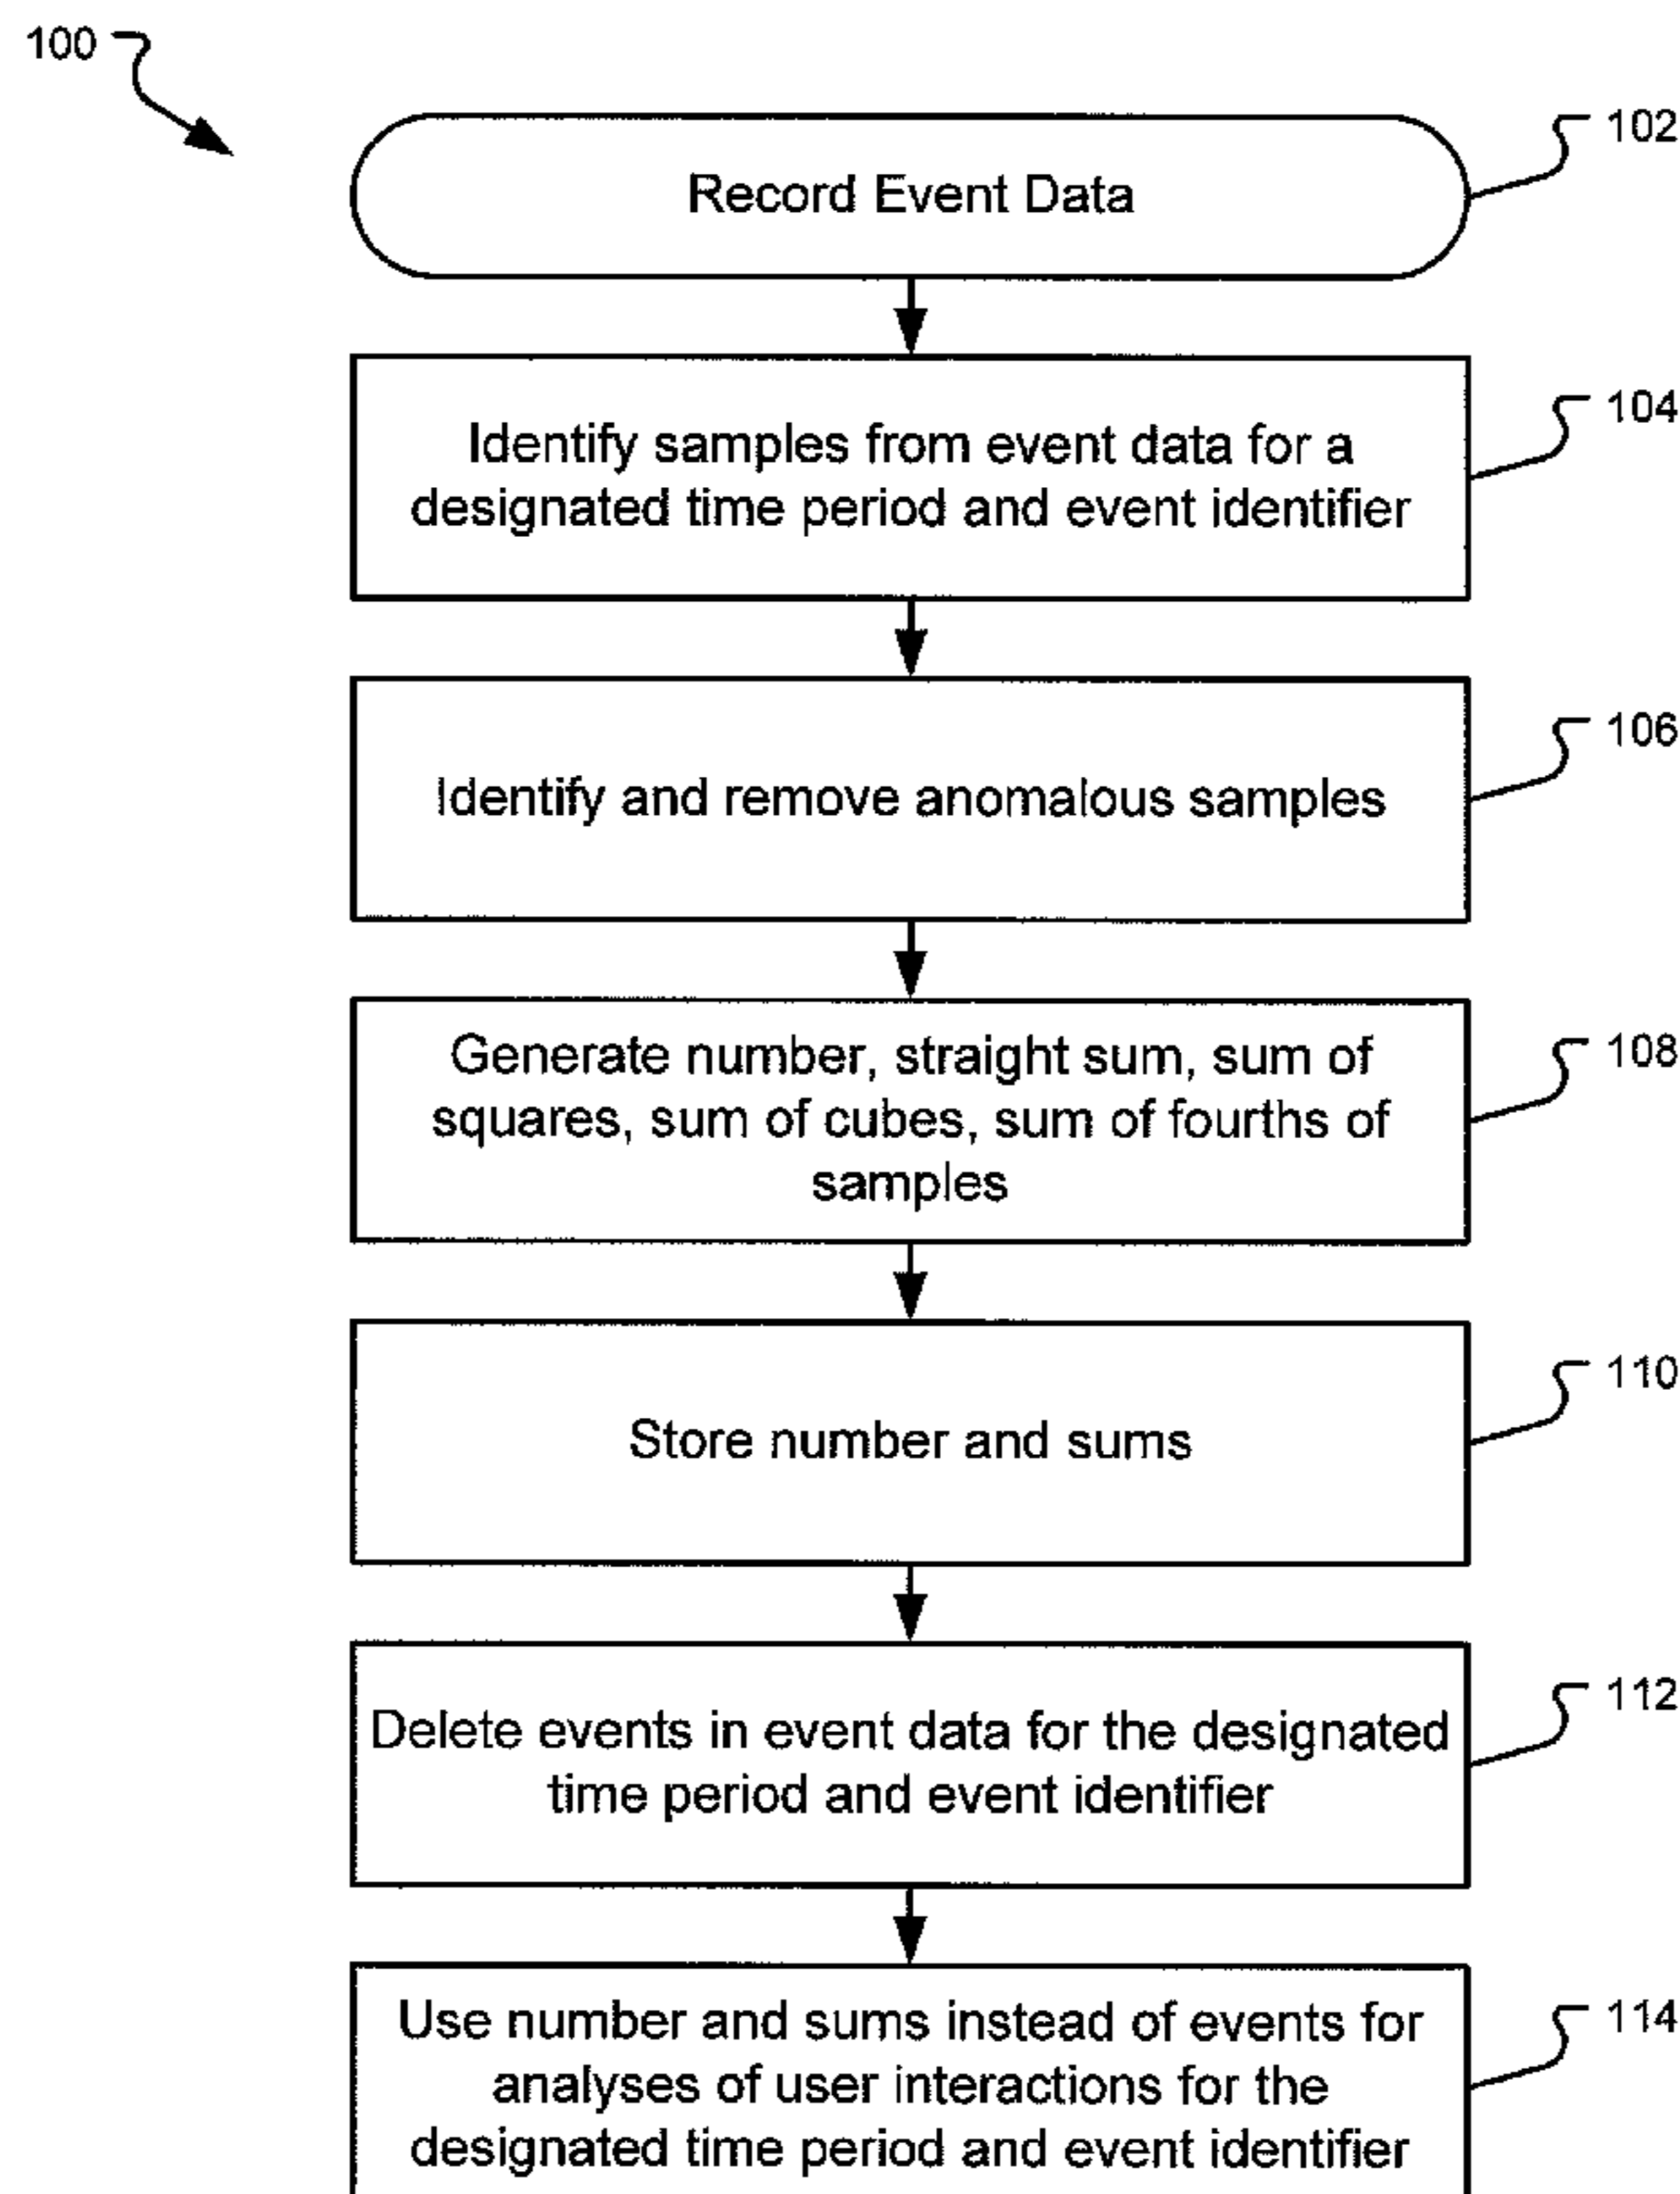 100
102
Record Event Data
104
Identify samples from event data for a
designated time period and event identifier
106
Identify and remove anomalous samples
108
Generate number, straight sum, sum of
squares, sum of cubes, sum of fourths of
samples
110
Store number and sums
112
Delete events in event data for the designated
time period and event identifier
114
Use number and sums instead of events for
analyses of user interactions for the
designated time period and event identifier